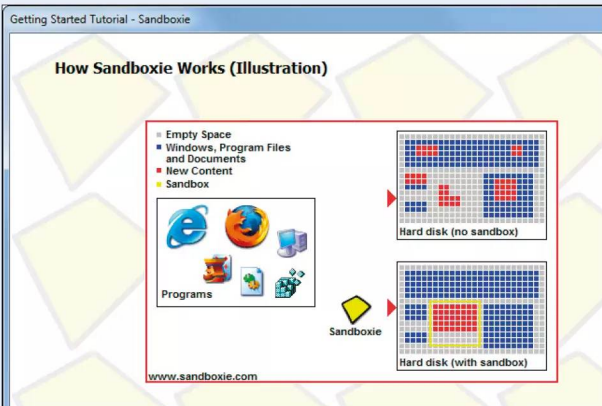 Getting Started Tutorial - Sandboxie
How Sandboxie Works (Illustration)
Empty Space
Windows, Program Files
and Documents
New Content
Sandbox
Programs
Hard disk (no sandbox)
Sandboxie
Hard disk (with sandbox)
www.sandboxie.com